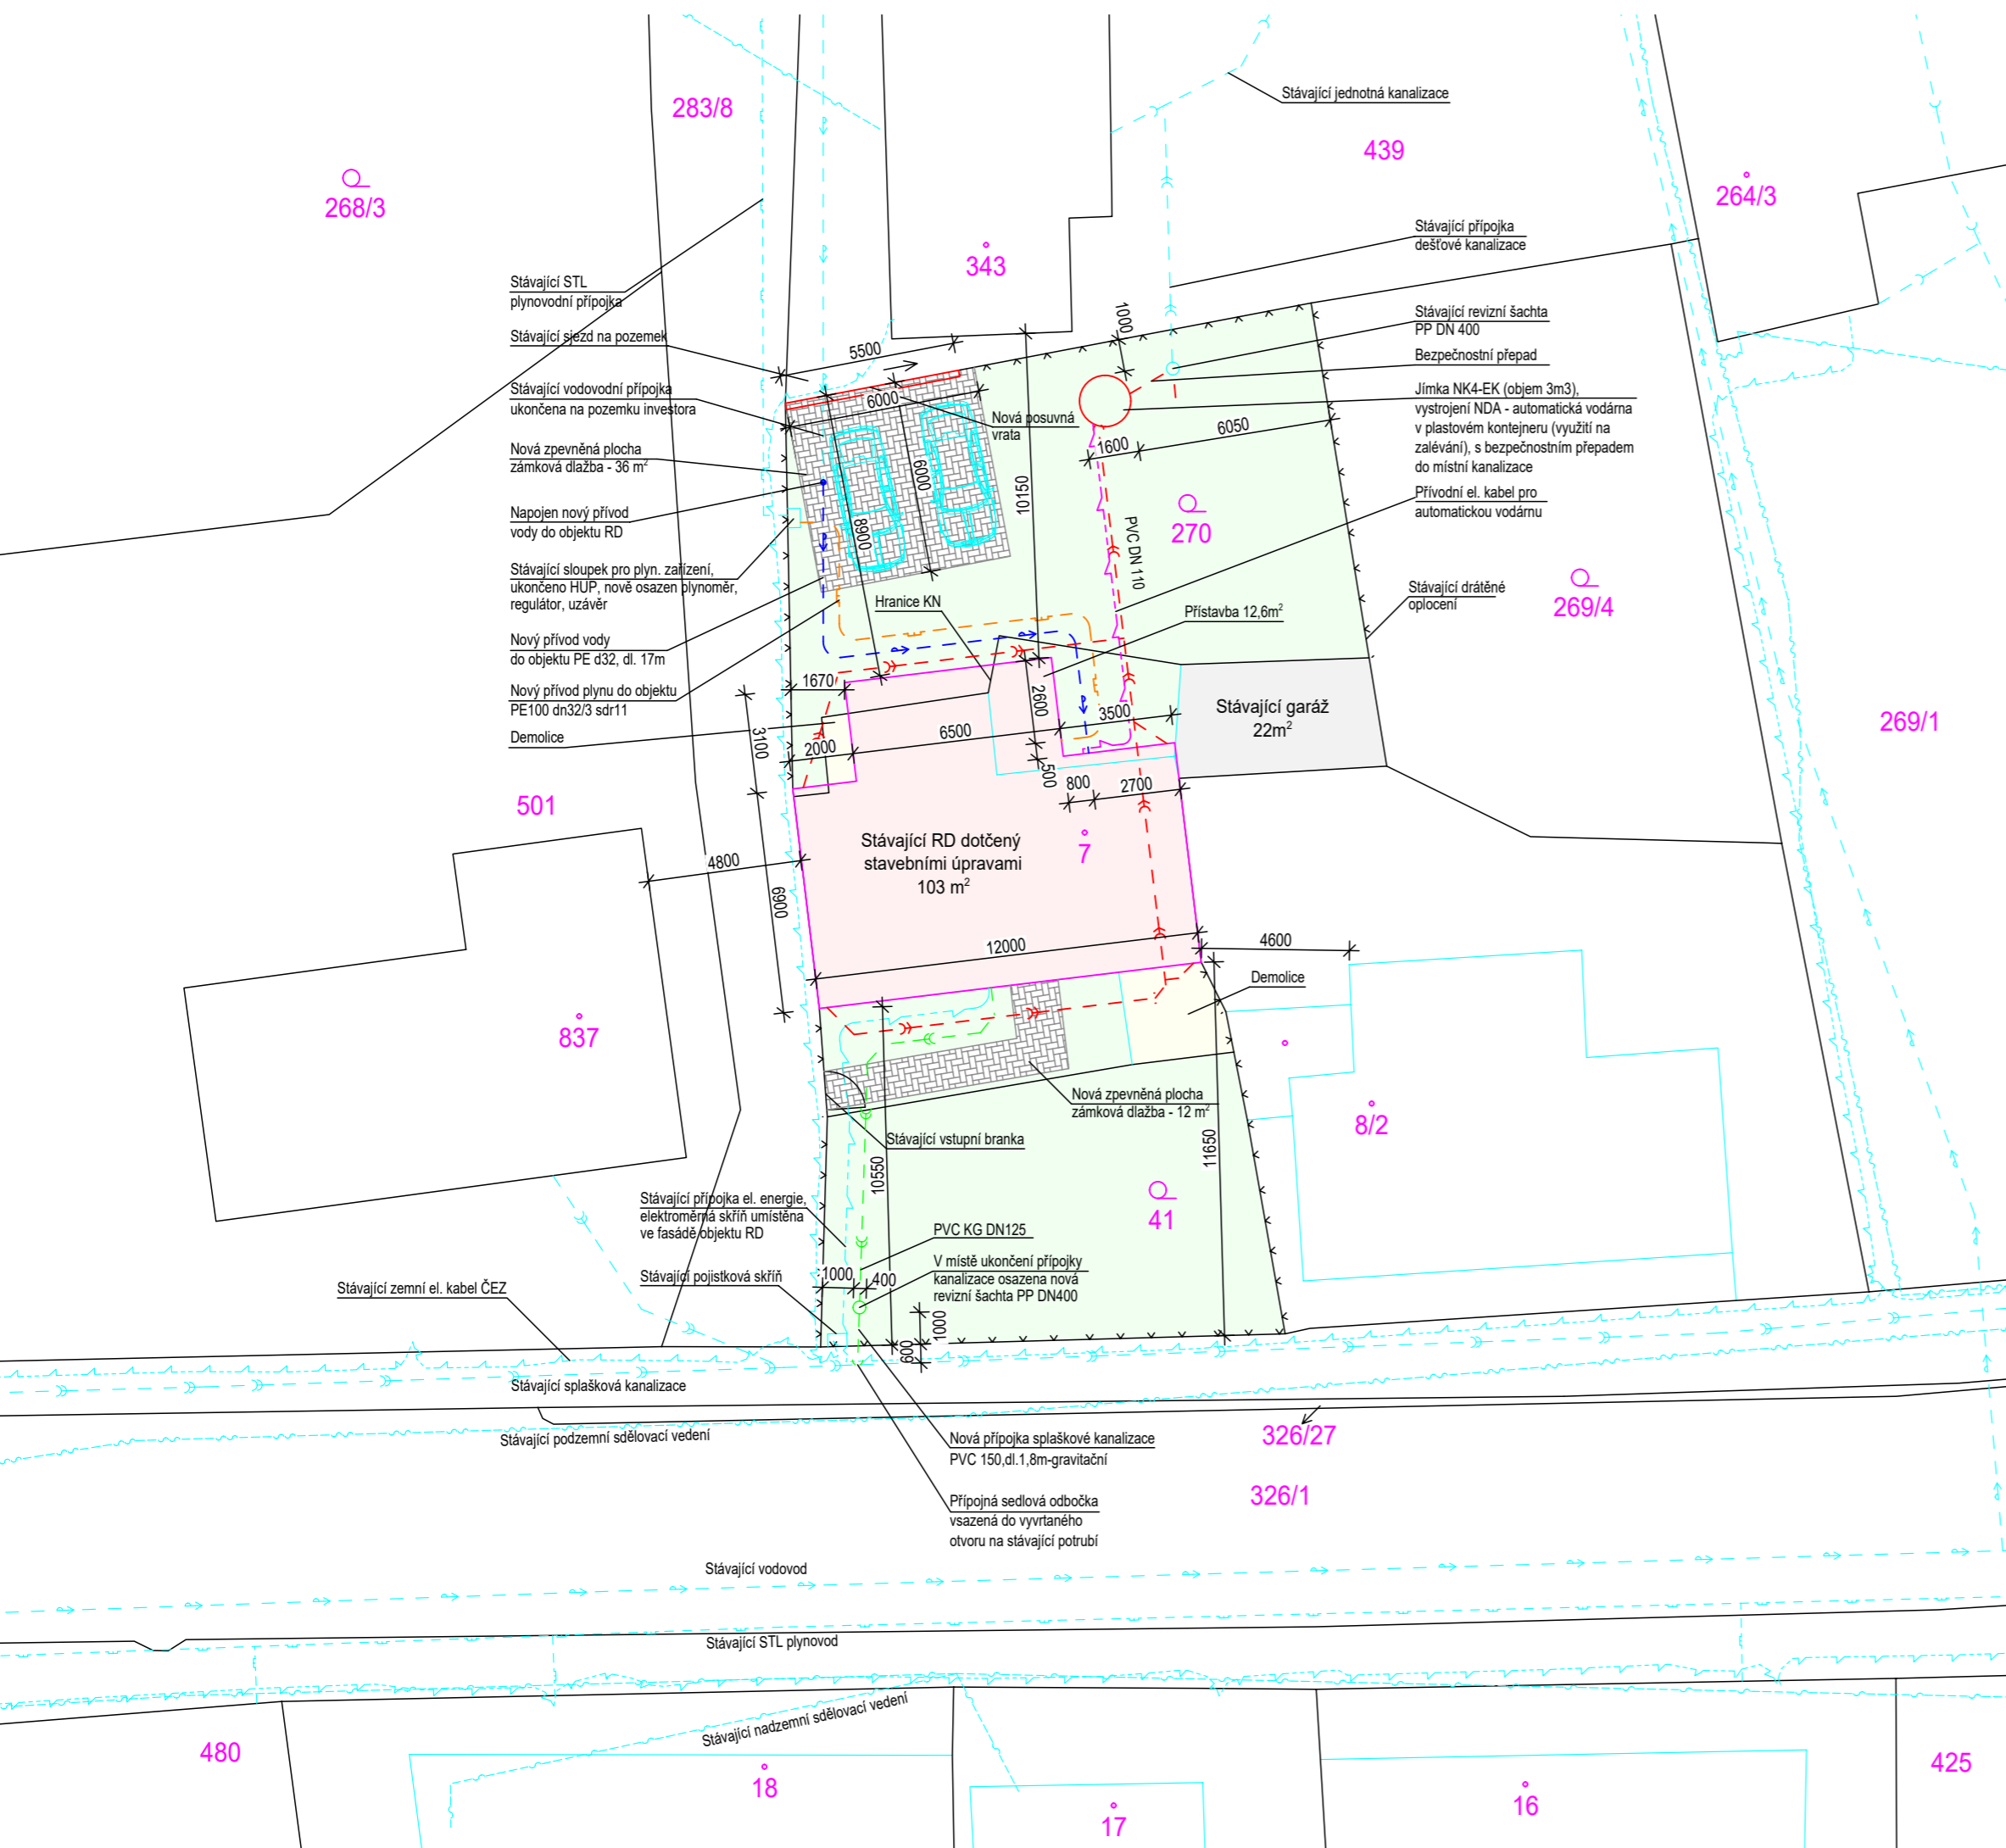 Stávající jednotná kanalizace
283/8
439
268/3
264/3
343
Stávající přípojka
dešťové kanalizace
Stávající STL
plynovodní přípojka
Stávající sjezd na pozemek
Stávající vodovodní přípojka
ukončena na pozemku investora
Nová zpevněná plocha
zámková dlažba - 36 m²
Napojen nový přívod
vody do objektu RD
Stávající sloupek pro plyn. zařízení,
ukončeno HUP, nově osazen plynoměr,
regulátor, uzávěr
Nový přívod vody
do objektu PE d32, dl. 17m
Nový přívod plynu do objektu
PE100 dn32/3 sdr11
Demolice
5500
6000
6000
8900
10150
Nová posuvná
vrata
1000
1600
6050
PVC DN 110
270
Stávající revizní šachta
PP DN 400
Bezpečnostní přepad
Jímka NK4-EK (objem 3m3),
vystrojení NDA - automatická vodárna
v plastovém kontejneru (využití na
zalévání), s bezpečnostním přepadem
do místní kanalizace
Přívodní el. kabel pro
automatickou vodárnu
Stávající drátěné
oplocení
269/4
269/1
Hranice KN
Přístavba 12,6m²
1670
2600
3500
6500
2000
3100
500
800
2700
Stávající garáž
22m²
501
Stávající RD dotčený
stavebními úpravami
103 m²
7
4800
6900
12000
4600
Demolice
837
Nová zpevněná plocha
zámková dlažba - 12 m²
8/2
Stávající vstupní branka
10550
11650
41
Stávající přípojka el. energie,
elektroměrná skříň umístěna
ve fasádě objektu RD
PVC KG DN125
V místě ukončení přípojky
kanalizace osazena nová
revizní šachta PP DN400
Stávající pojistková skříň
1000
400
1000
600
Stávající zemní el. kabel ČEZ
Stávající splašková kanalizace
Stávající podzemní sdělovací vedení
Nová přípojka splaškové kanalizace
PVC 150,dl.1,8m-gravitační
326/27
326/1
Přípojná sedlová odbočka
vsazená do vyvrtaného
otvoru na stávající potrubí
Stávající vodovod
Stávající STL plynovod
Stávající nadzemní sdělovací vedení
480
18
17
16
425